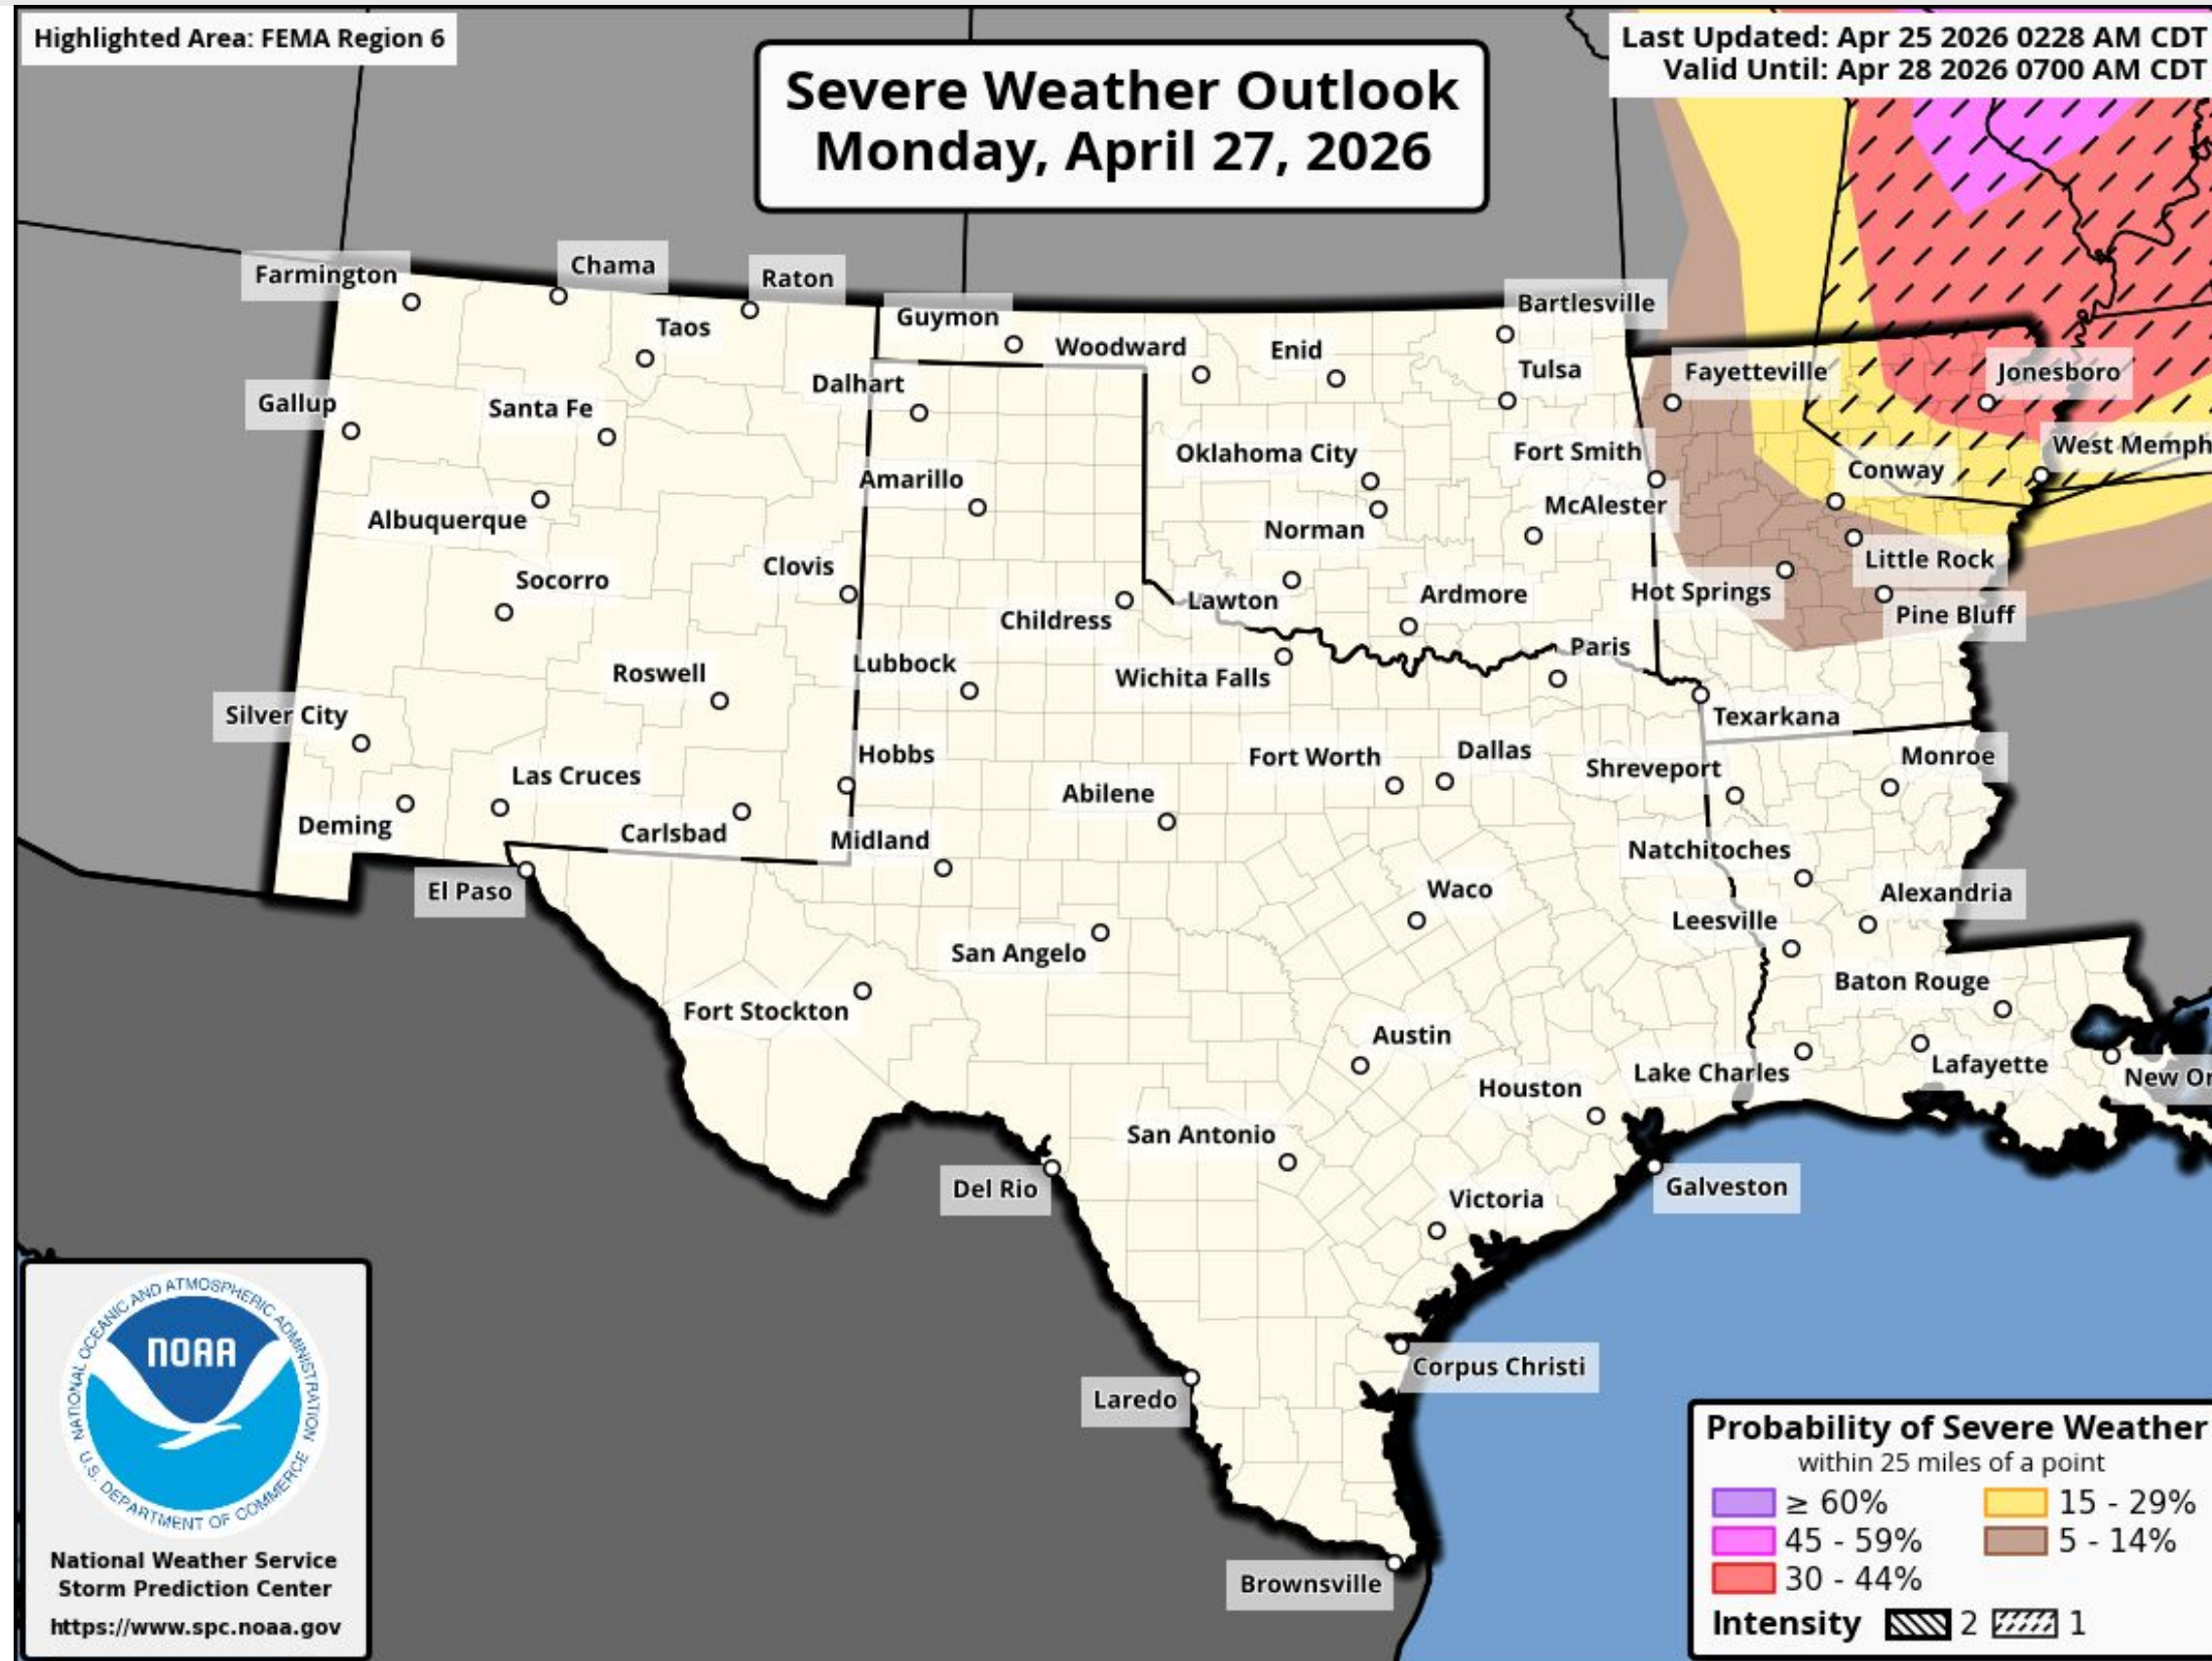 Highlighted Area: FEMA Region 6
Severe Weather Outlook
Monday, April 27, 2026
Last Updated: Apr 25 2026 0228 AM CDT
Valid Until: Apr 28 2026 0700 AM CDT
Farmington
Chama
Raton
Taos
Guymon
Woodward
Enid
Bartlesville
Tulsa
Fayetteville
Jonesboro
Gallup
Santa Fe
Dalhart
Oklahoma City
Fort Smith
West Memph
Conway
Amarillo
Albuquerque
Norman
McAlester
Little Rock
Socorro
Clovis
Childress
Lawton
Ardmore
Hot Springs
Pine Bluff
Roswell
Lubbock
Wichita Falls
Paris
Silver City
Texarkana
Las Cruces
Hobbs
Abilene
Fort Worth
Dallas
Shreveport
Monroe
Deming
Carlsbad
Midland
Natchitoches
El Paso
Waco
Alexandria
Leesville
San Angelo
Baton Rouge
Fort Stockton
Austin
Lake Charles
Lafayette
New Or
Houston
San Antonio
Del Rio
Victoria
Galveston
Corpus Christi
Laredo
Brownsville
NATIONAL OCEANIC AND ATMOSPHERIC ADMINISTRATION
NOAA
U.S. DEPARTMENT OF COMMERCE
National Weather Service
Storm Prediction Center
https://www.spc.noaa.gov
Probability of Severe Weather
within 25 miles of a point
≥ 60% 15 - 29%
45 - 59% 5 - 14%
30 - 44%
Intensity 2 1